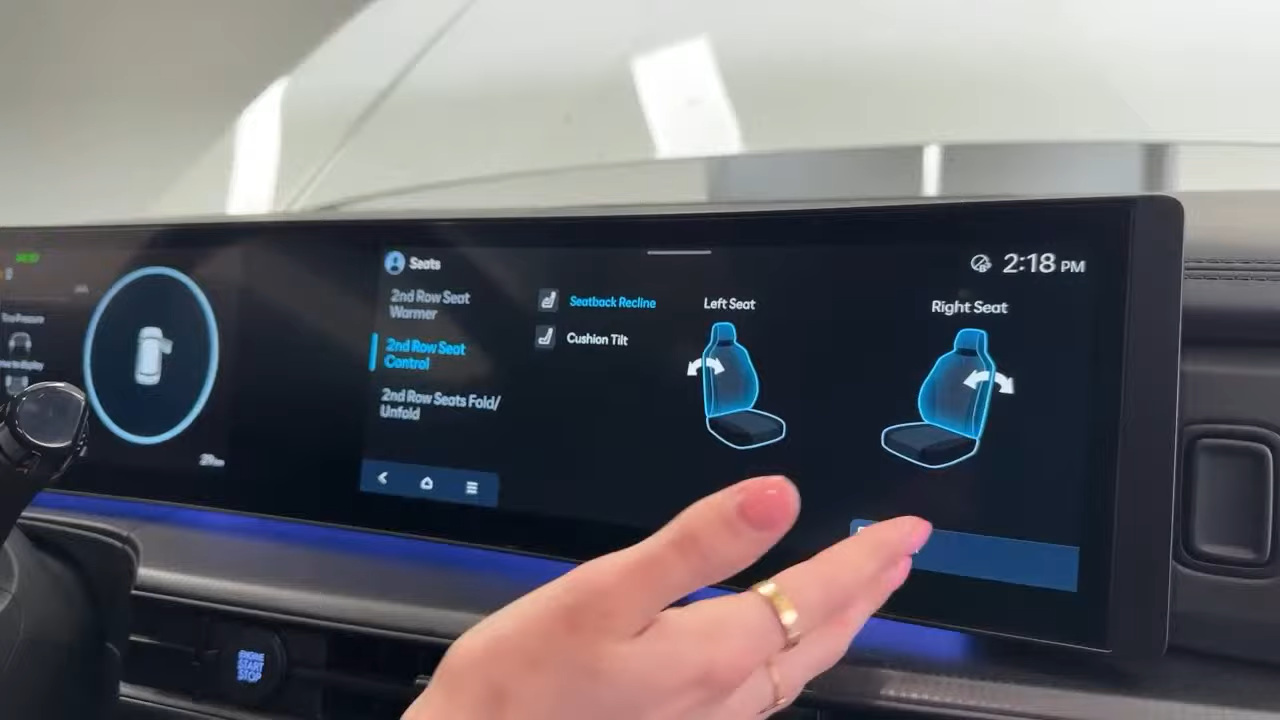 Seats
2:18 PM
2nd Row Seat
Warmer
2nd Row Seat
Control
2nd Row Seats Fold/
Unfold
Seatback Recline
Cushion Tilt
Left Seat
Right Seat
ENGINE
START
STOP